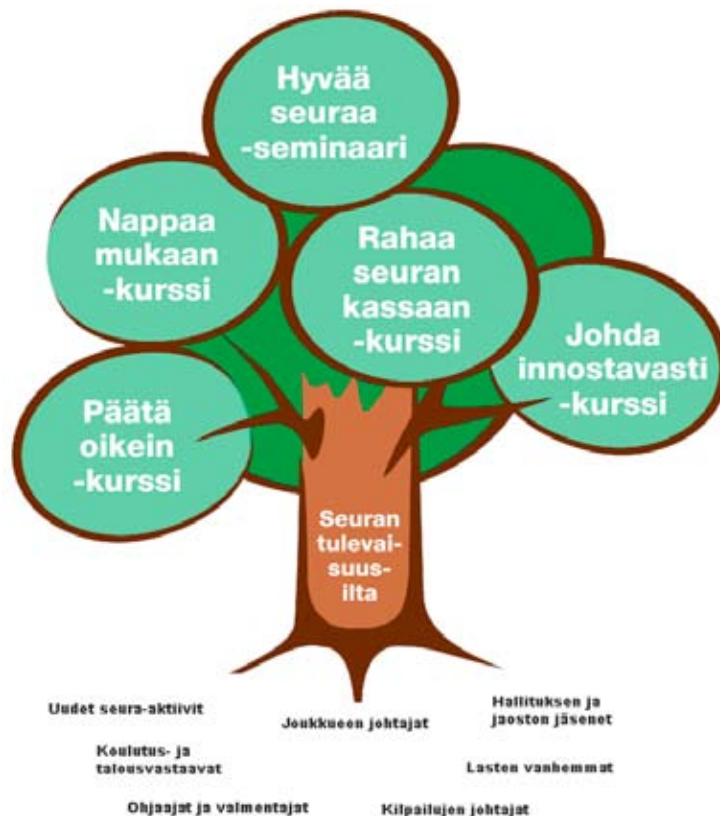 Hyvää
seuraa
-seminaari
Nappaa
mukaan
-kurssi
Rahaa
seuran
kassaan
-kurssi
Johda
innostavasti
-kurssi
Päätä
oikein
-kurssi
Seuran
tulevai-
suus-
ilta
Uudet seura-aktiivit
Joukkueen johtajat
Hallituksen ja
jaoston jäsenet
Koulutus- ja
talousvastaavat
Lasten vanhemmat
Ohjaajat ja valmentajat
Kilpailujen johtajat